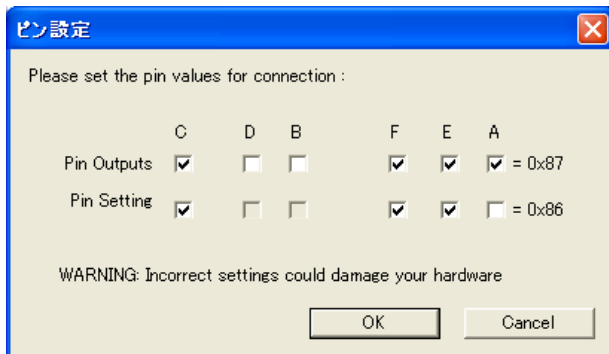 ピン設定
Please set the pin values for connection :
C D B F E A
Pin Outputs = 0x87
Pin Setting = 0x86
WARNING: Incorrect settings could damage your hardware
OK Cancel